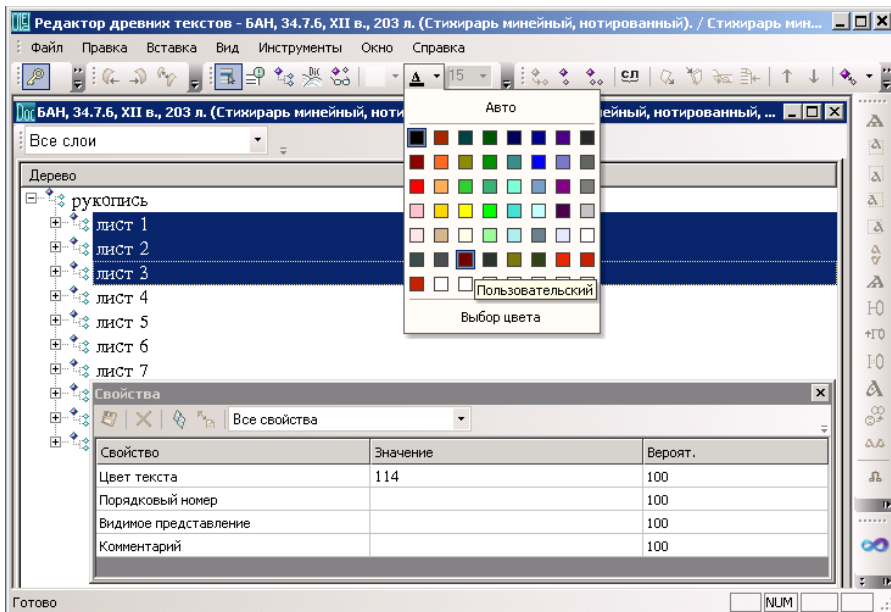 Редактор древних текстов - БАН, 34.7.6, XII в., 203 л. (Стихирарь минейный, нотированный). / Стихирарь мин...
Файл Правка Вставка Вид Инструменты Окно Справка
A 15 сл
Doc БАН, 34.7.6, XII в., 203 л. (Стихирарь минейный, ноти ейный, нотированный, ...
Все слои
Авто
Дерево
рукопись
лист 1
лист 2
лист 3
лист 4
лист 5
лист 6
лист 7
Пользовательский
Выбор цвета
Свойства
Все свойства
Свойство Значение Вероят.
Цвет текста 114 100
Порядковый номер 100
Видимое представление 100
Комментарий 100
Готово NUM